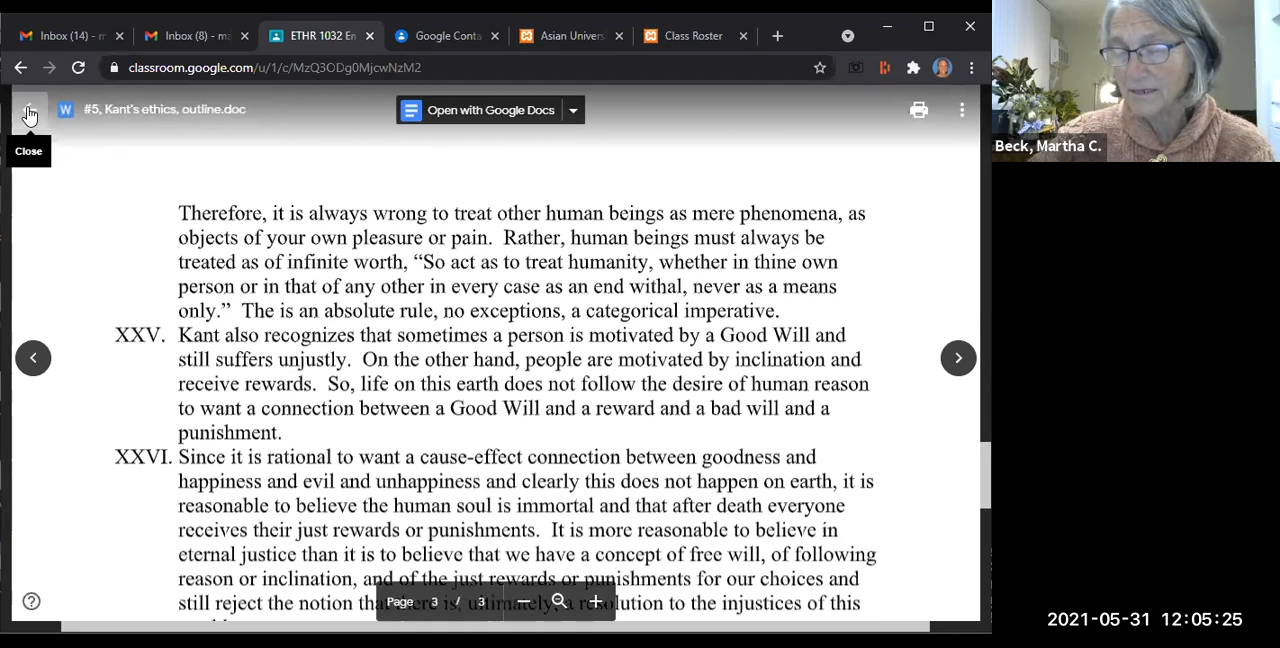 Inbox (14) - m
Inbox (8) - ma
ETHR 1032 En
Google Conta
Asian Univers
Class Roster
classroom.google.com/u/1/c/MzQ3ODg0MjcwNzM2
W #5, Kant's ethics, outline.doc
Open with Google Docs
Close
Beck, Martha C.
Therefore, it is always wrong to treat other human beings as mere phenomena, as
objects of your own pleasure or pain. Rather, human beings must always be
treated as of infinite worth, “So act as to treat humanity, whether in thine own
person or in that of any other in every case as an end withal, never as a means
only.” The is an absolute rule, no exceptions, a categorical imperative.
XXV. Kant also recognizes that sometimes a person is motivated by a Good Will and
still suffers unjustly. On the other hand, people are motivated by inclination and
receive rewards. So, life on this earth does not follow the desire of human reason
to want a connection between a Good Will and a reward and a bad will and a
punishment.
XXVI. Since it is rational to want a cause-effect connection between goodness and
happiness and evil and unhappiness and clearly this does not happen on earth, it is
reasonable to believe the human soul is immortal and that after death everyone
receives their just rewards or punishments. It is more reasonable to believe in
eternal justice than it is to believe that we have a concept of free will, of following
reason or inclination, and of the just rewards or punishments for our choices and
still reject the notion that there is, ultimately, a resolution to the injustices of this
Page 3 / 3
2021-05-31 12:05:25